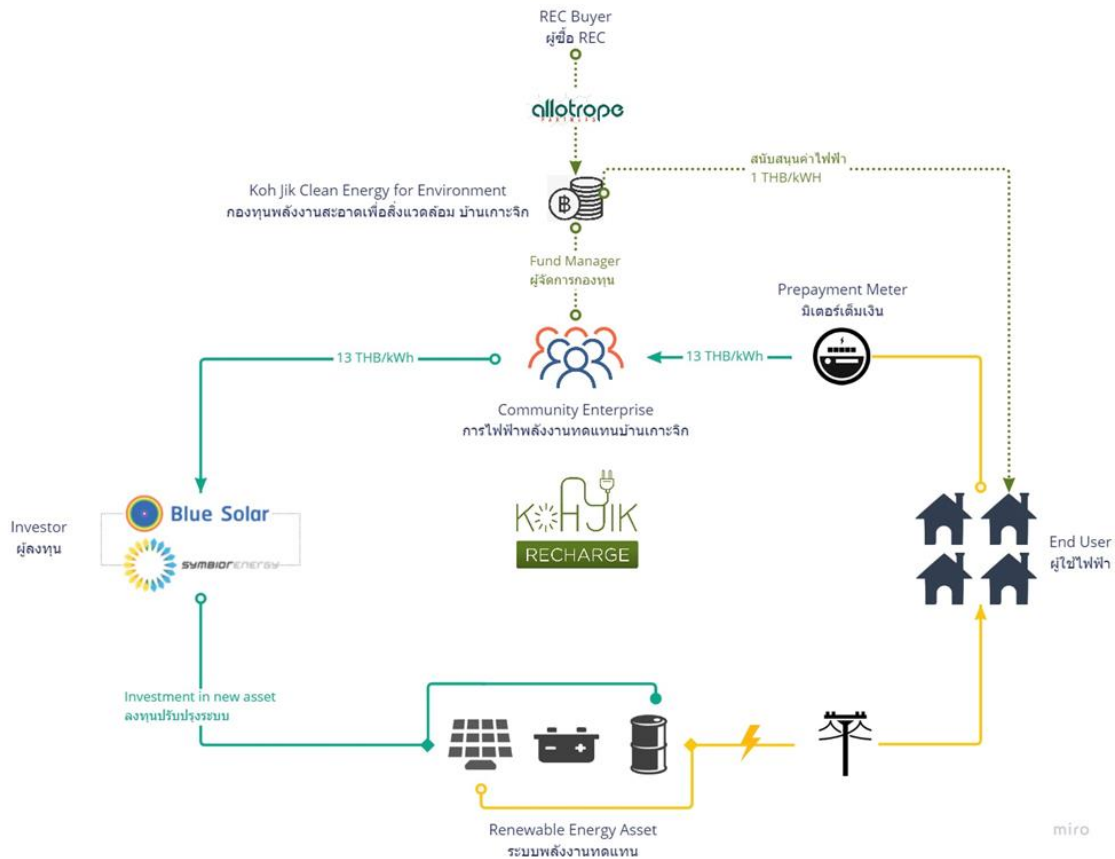 REC Buyer
ผู้ซื้อ REC
allotrope
PARTNERS
สนับสนุนค่าไฟฟ้า
1 THB/kWH
Koh Jik Clean Energy for Environment
กองทุนพลังงานสะอาดเพื่อสิ่งแวดล้อม บ้านเกาะจิก
฿
Fund Manager
ผู้จัดการกองทุน
Prepayment Meter
มิเตอร์เติมเงิน
13 THB/kWh
13 THB/kWh
Community Enterprise
การไฟฟ้าพลังงานทดแทนบ้านเกาะจิก
KOH JIK
RECHARGE
Investor
ผู้ลงทุน
Blue Solar
SYMBIOR ENERGY
End User
ผู้ใช้ไฟฟ้า
Investment in new asset
ลงทุนปรับปรุงระบบ
Renewable Energy Asset
ระบบพลังงานทดแทน
miro